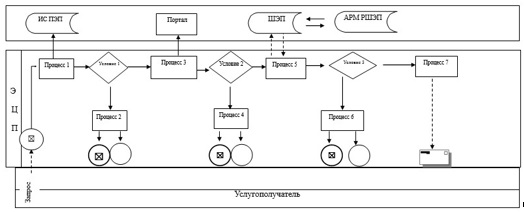 ИС ПЭП
Портал
ШЭП
АРМ РШЭП
Процесс 1
Условие 1
Процесс 3
Условие 2
Процесс 5
Условие 3
Процесс 7
Э Ц П
Процесс 2
Процесс 4
Процесс 6
Запрос
Услугополучатель